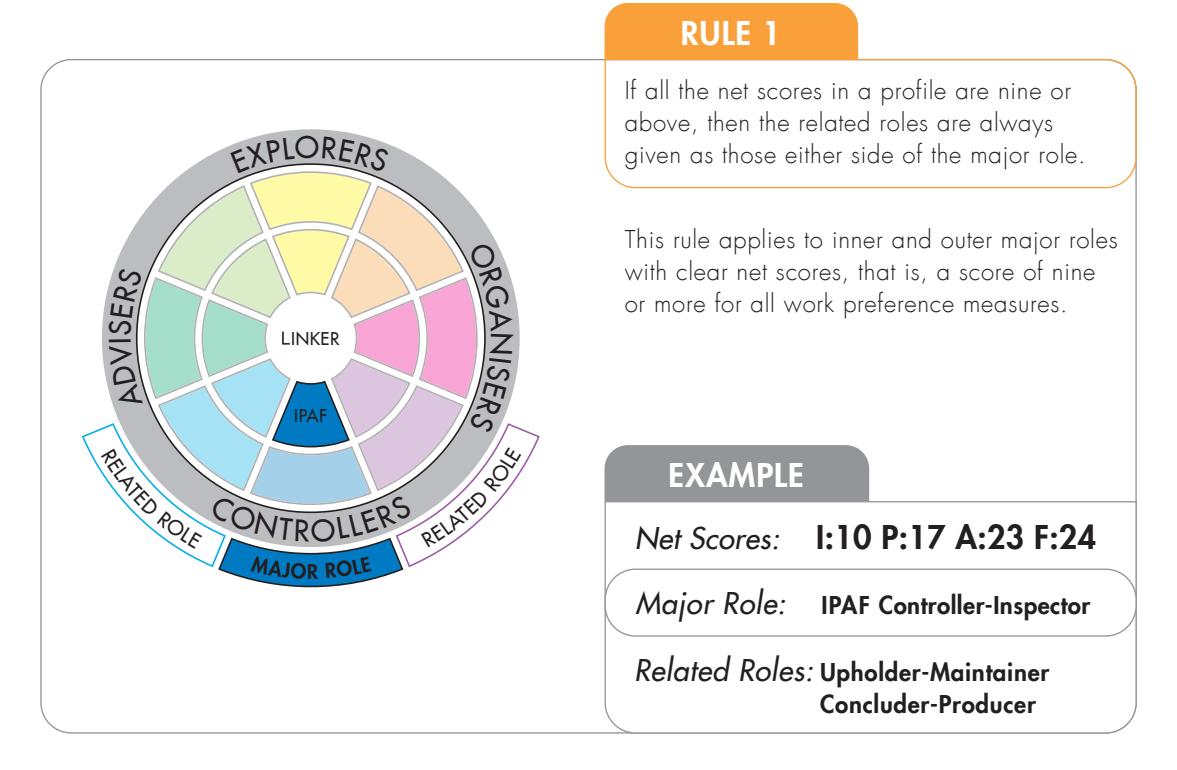 RULE 1
If all the net scores in a profile are nine or
above, then the related roles are always
given as those either side of the major role.
This rule applies to inner and outer major roles
with clear net scores, that is, a score of nine
or more for all work preference measures.
EXPLORERS
ORGANISERS
ADVISERS
LINKER
IPAF
CONTROLLERS
RELATED ROLE
MAJOR ROLE
RELATED ROLE
EXAMPLE
Net Scores: I:10 P:17 A:23 F:24
Major Role: IPAF Controller-Inspector
Related Roles: Upholder-Maintainer
Concluder-Producer